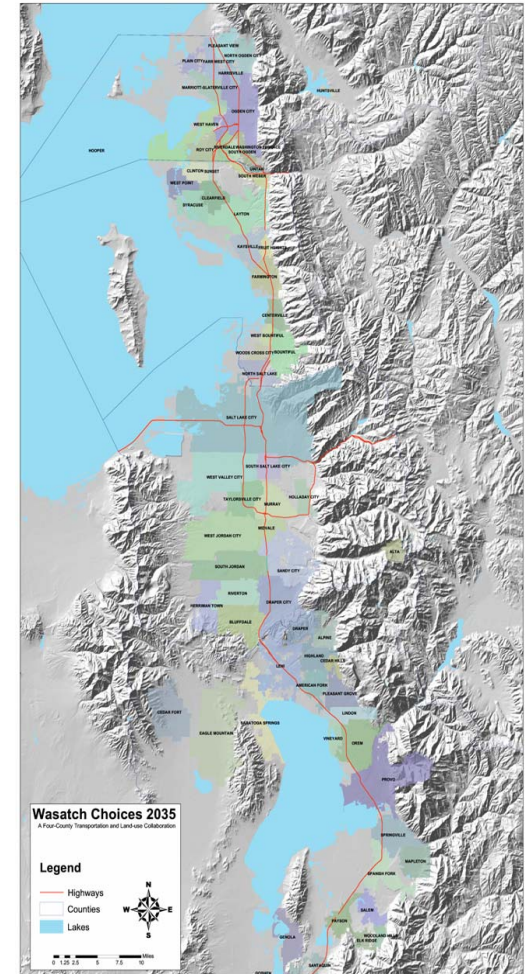 PLEASANT VIEW
NORTH OGDEN CITY
PLAIN CITY
FARR WEST CITY
HARRISVILLE
MARRIOTT-SLATERVILLE CITY
HUNTSVILLE
OGDEN CITY
WEST HAVEN
HOOPER
ROY CITY
RIVERDALE
WASHINGTON TERRACE
SOUTH OGDEN
UINTAH
CLINTON
SUNSET
SOUTH WEBER
WEST POINT
CLEARFIELD
SYRACUSE
LAYTON
KAYSVILLE
FRUIT HEIGHTS
FARMINGTON
CENTERVILLE
WEST BOUNTIFUL
WOODS CROSS CITY
BOUNTIFUL
NORTH SALT LAKE
SALT LAKE CITY
SOUTH SALT LAKE CITY
WEST VALLEY CITY
HOLLADAY CITY
TAYLORSVILLE CITY
MURRAY
MIDVALE
WEST JORDAN CITY
ALTA
SOUTH JORDAN
SANDY CITY
RIVERTON
DRAPER CITY
HERRIMAN TOWN
BLUFFDALE
DRAPER
ALPINE
HIGHLAND
CEDAR HILLS
LEHI
AMERICAN FORK
PLEASANT GROVE
CEDAR FORT
LINDON
SARATOGA SPRINGS
EAGLE MOUNTAIN
VINEYARD
OREM
PROVO
SPRINGVILLE
MAPLETON
SPANISH FORK
SALEM
PAYSON
WOODLAND HILLS
ELK RIDGE
GENOLA
SANTAQUIN
Wasatch Choices 2035
A Four-County Transportation and Land-use Collaboration
Legend
Highways
Counties
Lakes
N
W E
S
Miles
0 1.25 2.5 5 7.5 10